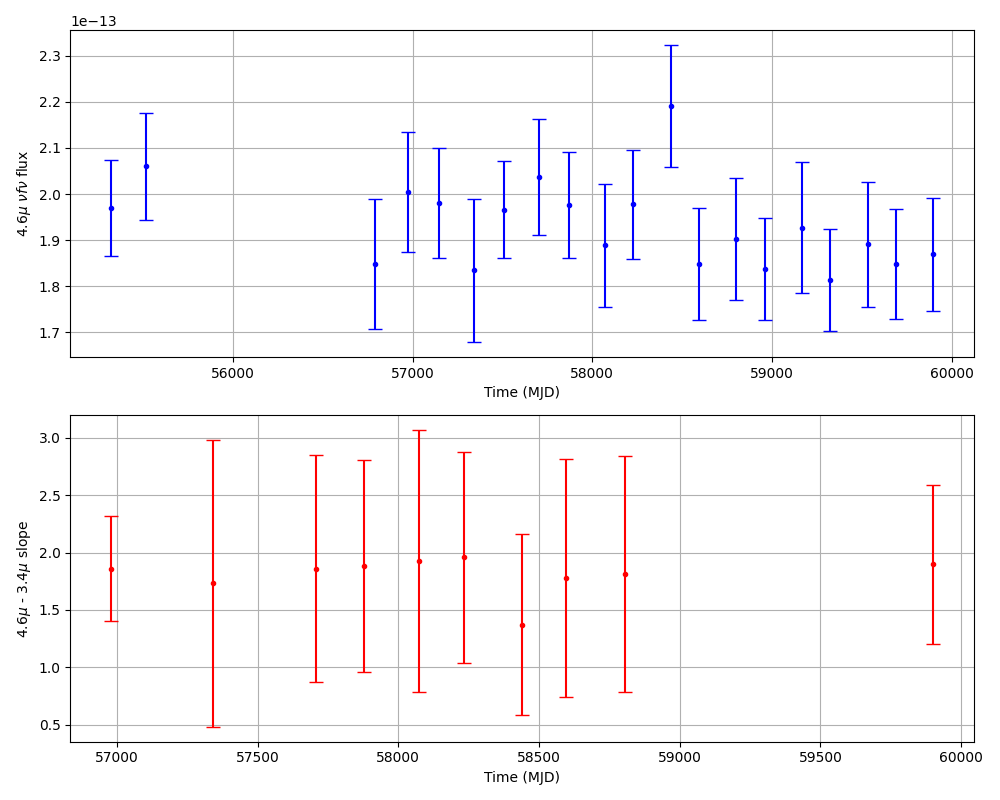 1e−13
2.3
2.2
2.1
2.0
1.9
1.8
1.7
4.6μ νfν flux
56000 57000 58000 59000 60000
Time (MJD)
3.0
2.5
2.0
1.5
1.0
0.5
4.6μ - 3.4μ slope
57000 57500 58000 58500 59000 59500 60000
Time (MJD)